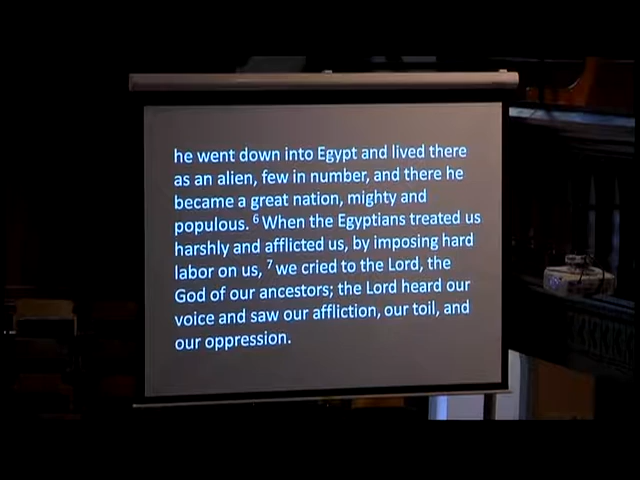 he went down into Egypt and lived there
as an alien, few in number, and there he
became a great nation, mighty and
populous. ⁶ When the Egyptians treated us
harshly and afflicted us, by imposing hard
labor on us, ⁷ we cried to the Lord, the
God of our ancestors; the Lord heard our
voice and saw our affliction, our toil, and
our oppression.